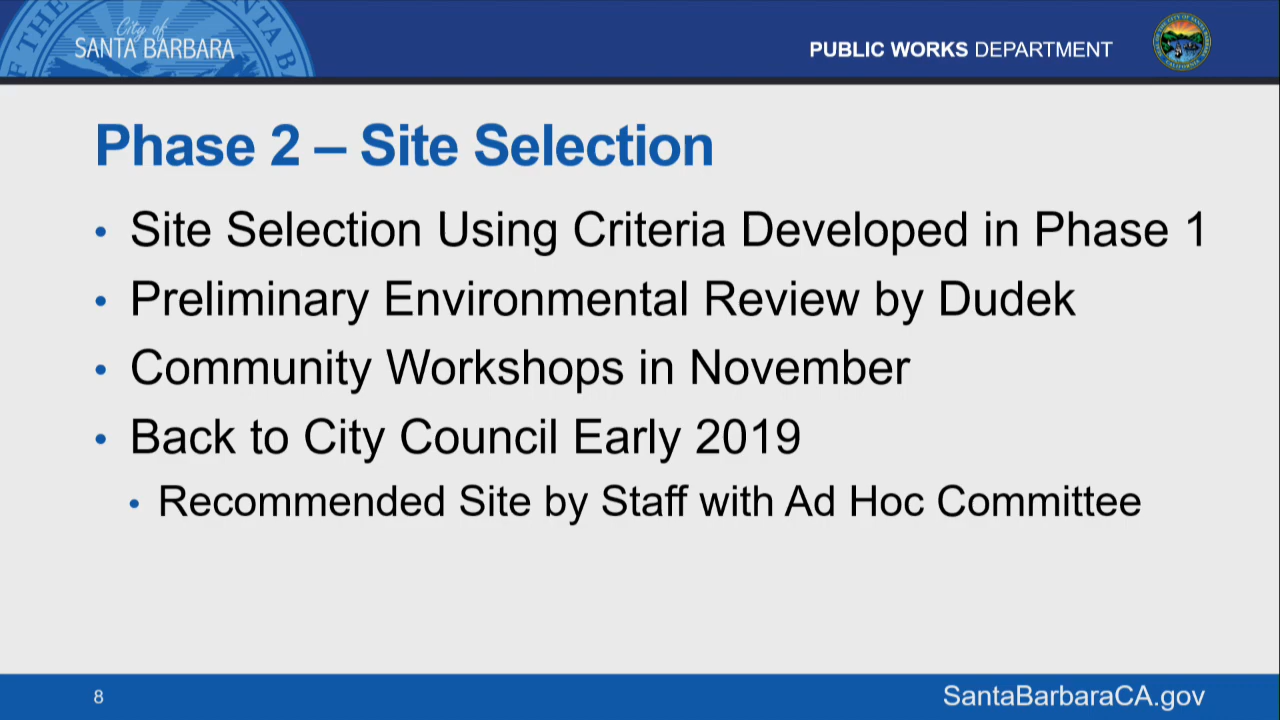 City of
SANTA BARBARA
PUBLIC WORKS DEPARTMENT
Phase 2 – Site Selection
• Site Selection Using Criteria Developed in Phase 1
• Preliminary Environmental Review by Dudek
• Community Workshops in November
• Back to City Council Early 2019
• Recommended Site by Staff with Ad Hoc Committee
8
SantaBarbaraCA.gov